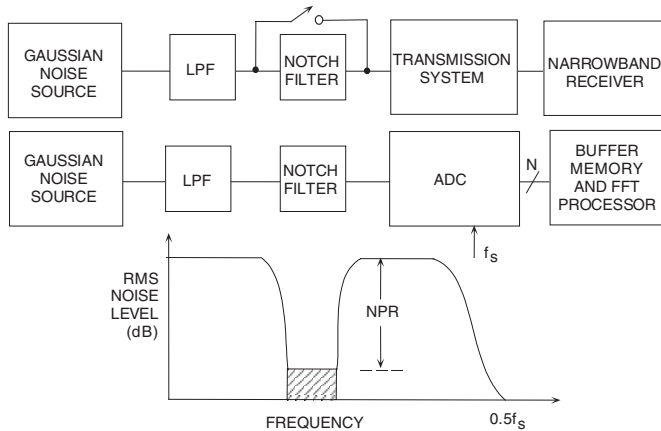 GAUSSIAN
NOISE
SOURCE
LPF
NOTCH
FILTER
TRANSMISSION
SYSTEM
NARROWBAND
RECEIVER
GAUSSIAN
NOISE
SOURCE
LPF
NOTCH
FILTER
ADC
N
BUFFER
MEMORY
AND FFT
PROCESSOR
fs
RMS
NOISE
LEVEL
(dB)
NPR
FREQUENCY
0.5fs